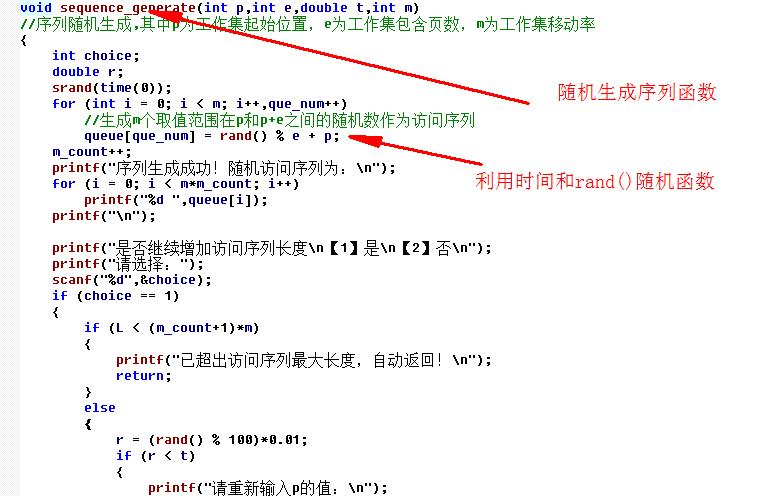 void sequence_generate(int p,int e,double t,int m)
//序列随机生成,其中p为工作集起始位置，e为工作集包含页数，m为工作集移动率
{
int choice;
double r;
srand(time(0));
for (int i = 0; i < m; i++,que_num++)
随机生成序列函数
//生成m个取值范围在p和p+e之间的随机数作为访问序列
queue[que_num] = rand() % e + p;
m_count++;
printf("序列生成成功！随机访问序列为：\n");
利用时间和rand()随机函数
for (i = 0; i < m*m_count; i++)
printf("%d ",queue[i]);
printf("\n");
printf("是否继续增加访问序列长度\n【1】是\n【2】否\n");
printf("请选择：");
scanf("%d",&choice);
if (choice == 1)
{
if (L < (m_count+1)*m)
{
printf("已超出访问序列最大长度，自动返回！\n");
return;
}
else
{
r = (rand() % 100)*0.01;
if (r < t)
{
printf("请重新输入p的值：\n");